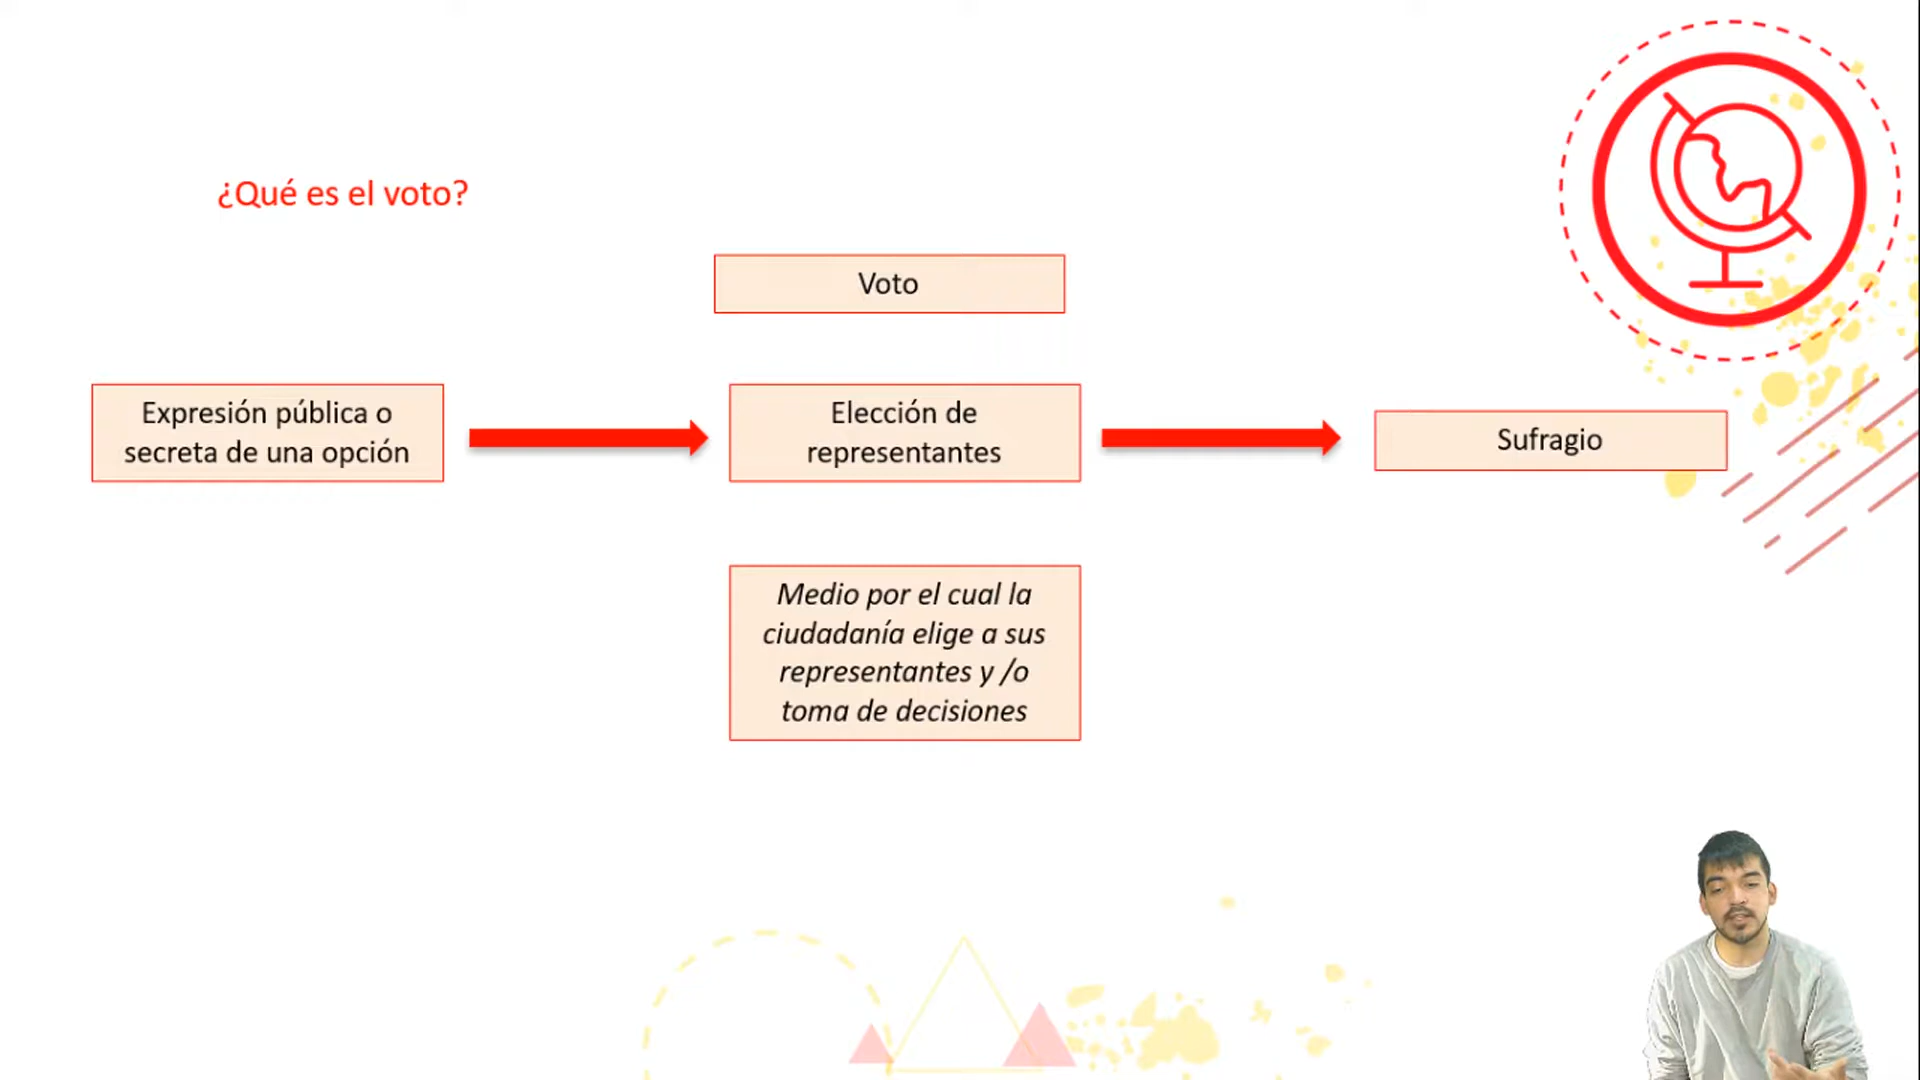 ¿Qué es el voto?
Voto
Expresión pública o
secreta de una opción
Elección de
representantes
Sufragio
Medio por el cual la
ciudadanía elige a sus
representantes y /o
toma de decisiones